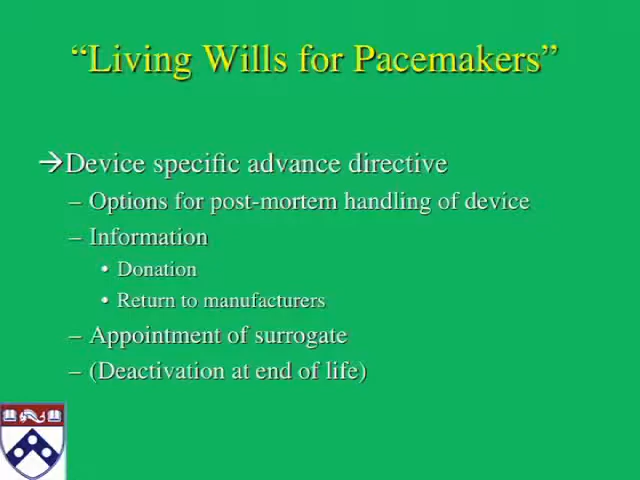 “Living Wills for Pacemakers”
→Device specific advance directive
– Options for post-mortem handling of device
– Information
• Donation
• Return to manufacturers
– Appointment of surrogate
– (Deactivation at end of life)